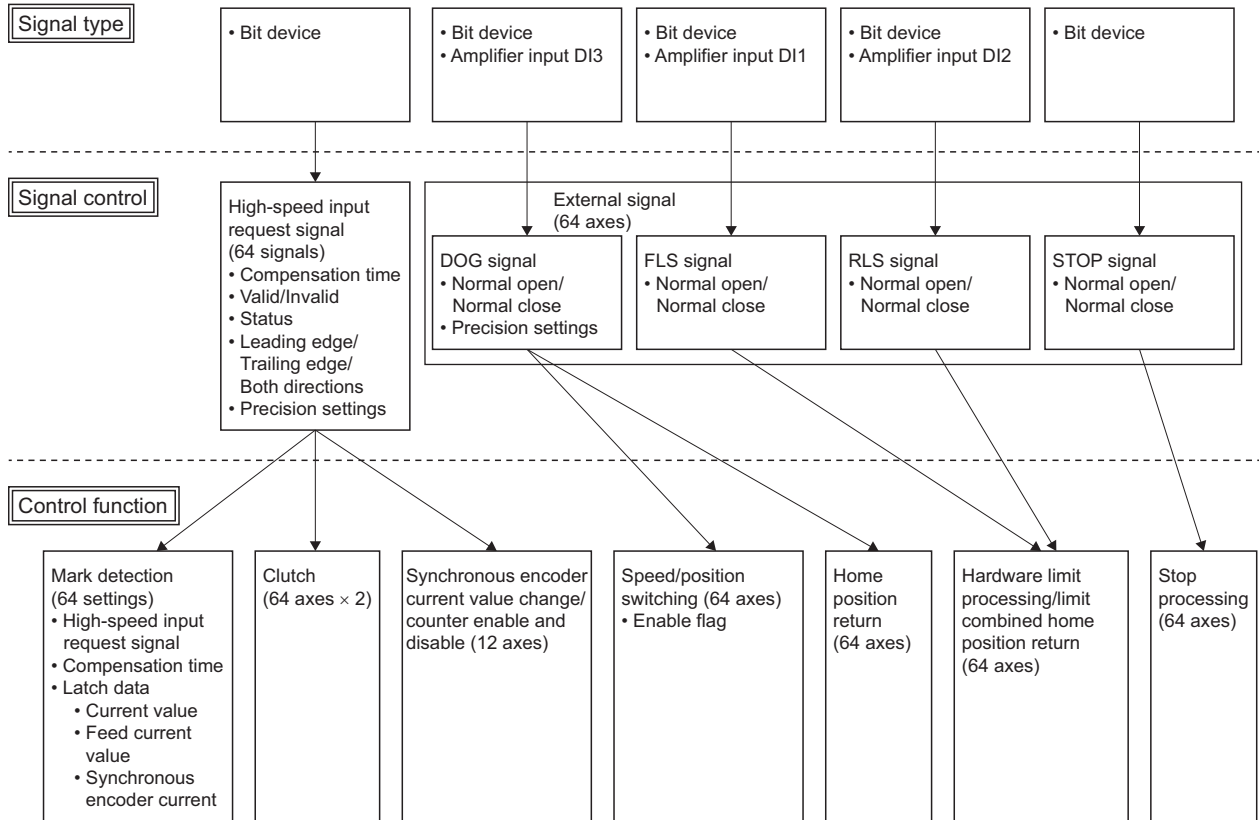 Signal type
• Bit device
• Bit device
• Amplifier input DI3
• Bit device
• Amplifier input DI1
• Bit device
• Amplifier input DI2
• Bit device
Signal control
High-speed input
request signal
(64 signals)
• Compensation time
• Valid/Invalid
• Status
• Leading edge/
Trailing edge/
Both directions
• Precision settings
External signal
(64 axes)
DOG signal
• Normal open/
Normal close
• Precision settings
FLS signal
• Normal open/
Normal close
RLS signal
• Normal open/
Normal close
STOP signal
• Normal open/
Normal close
Control function
Mark detection
(64 settings)
• High-speed input
request signal
• Compensation time
• Latch data
• Current value
• Feed current
value
• Synchronous
encoder current
Clutch
(64 axes × 2)
Synchronous encoder
current value change/
counter enable and
disable (12 axes)
Speed/position
switching (64 axes)
• Enable flag
Home
position
return
(64 axes)
Hardware limit
processing/limit
combined home
position return
(64 axes)
Stop
processing
(64 axes)